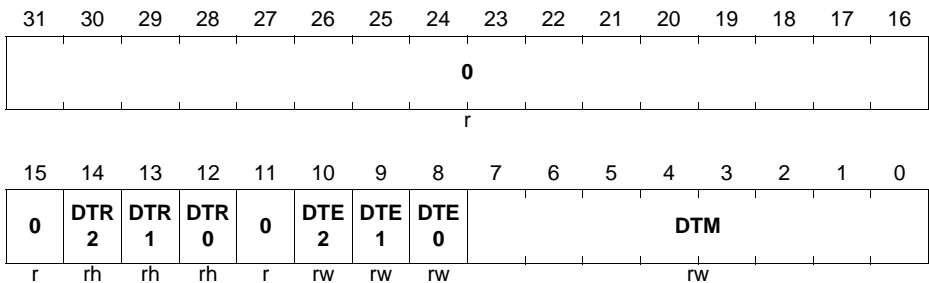 31 30 29 28 27 26 25 24 23 22 21 20 19 18 17 16
0
r
15 14 13 12 11 10 9 8 7 6 5 4 3 2 1 0
0 DTR 2 DTR 1 DTR 0 0 DTE 2 DTE 1 DTE 0 DTM
r rh rh rh r rw rw rw rw